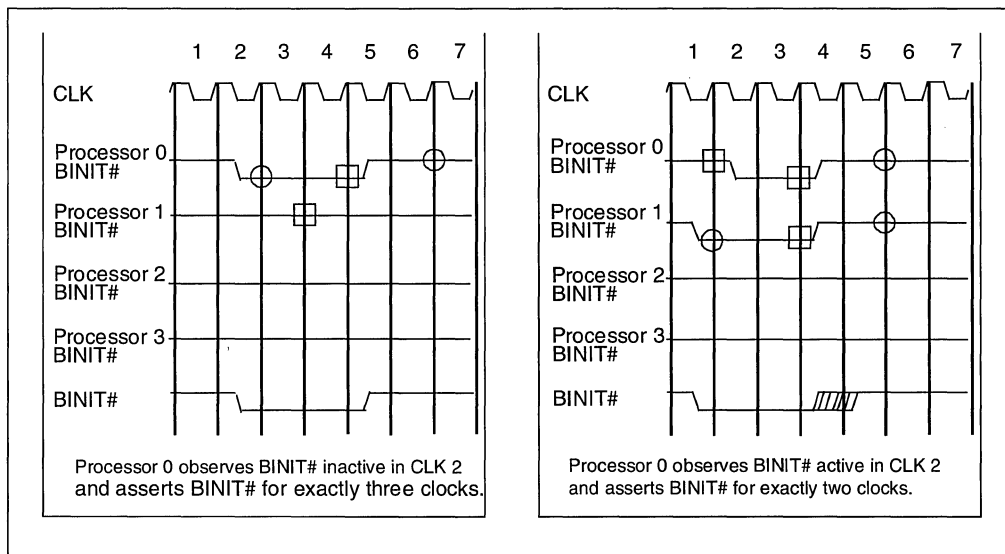 1 2 3 4 5 6 7
CLK
Processor 0
BINIT#
Processor 1
BINIT#
Processor 2
BINIT#
Processor 3
BINIT#
BINIT#
Processor 0 observes BINIT# inactive in CLK 2
and asserts BINIT# for exactly three clocks.
1 2 3 4 5 6 7
CLK
Processor 0
BINIT#
Processor 1
BINIT#
Processor 2
BINIT#
Processor 3
BINIT#
BINIT#
Processor 0 observes BINIT# active in CLK 2
and asserts BINIT# for exactly two clocks.